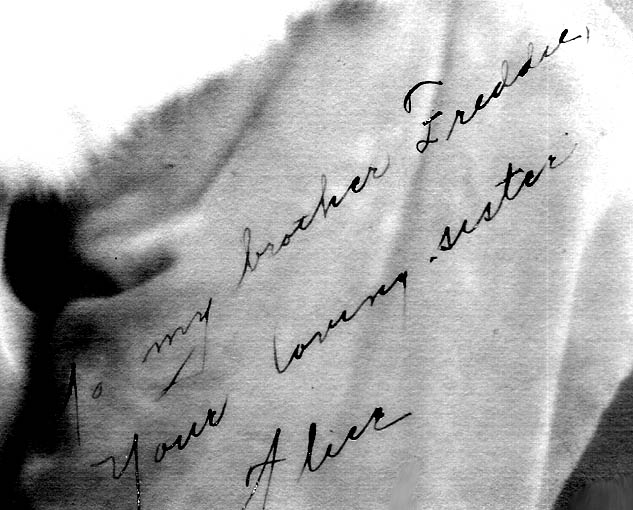 To my brother Freddie,
Your loving sister
Alice